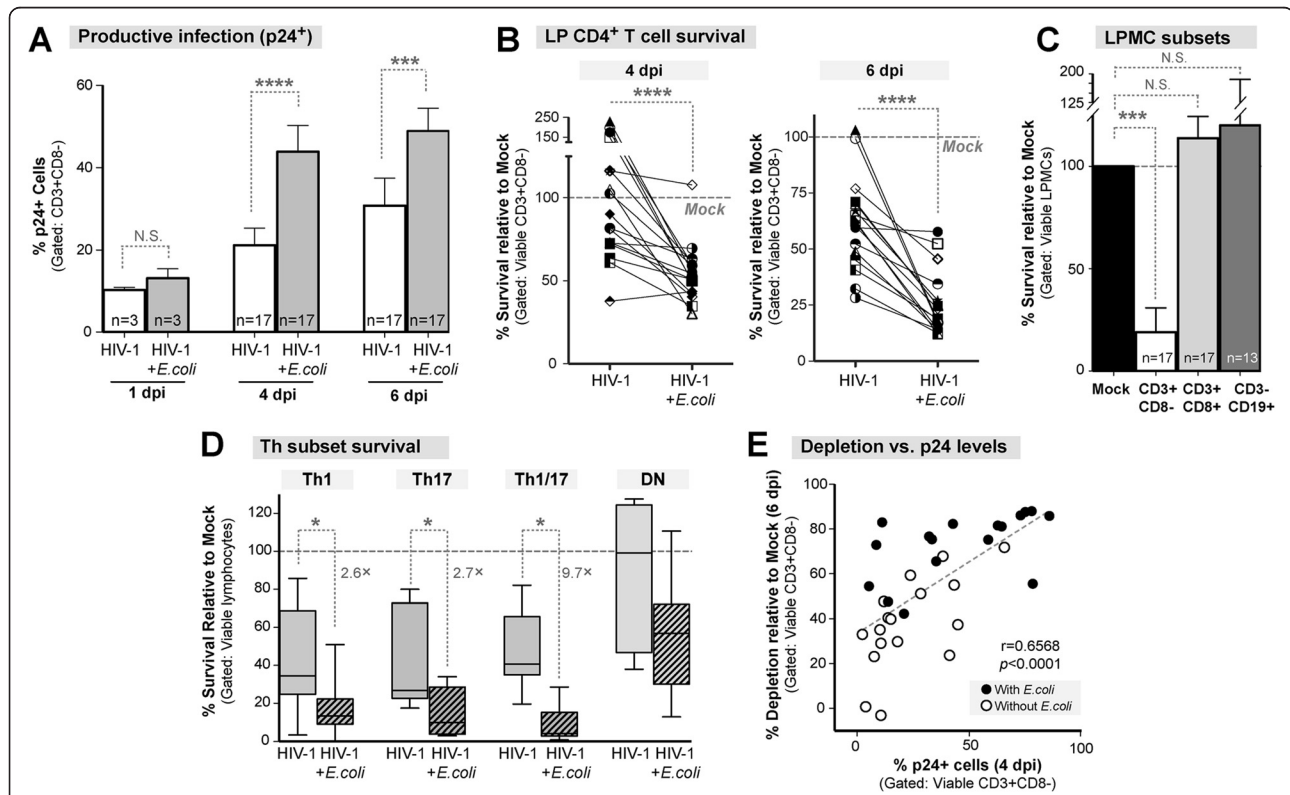 A Productive infection (p24+)
% p24+ Cells
(Gated: CD3+CD8-)
60
40
20
0
N.S.
****
***
n=3 n=3 n=17 n=17 n=17 n=17
HIV-1 HIV-1 HIV-1 HIV-1 HIV-1 HIV-1
+E.coli +E.coli +E.coli
1 dpi 4 dpi 6 dpi
B LP CD4+ T cell survival
4 dpi
% Survival relative to Mock
(Gated: Viable CD3+CD8-)
250
150
100
50
0
****
Mock
HIV-1 HIV-1
+E.coli
6 dpi
% Survival relative to Mock
(Gated: Viable CD3+CD8-)
100
75
50
25
0
****
Mock
HIV-1 HIV-1
+E.coli
C LPMC subsets
% Survival relative to Mock
(Gated: Viable LPMCs)
200
125
100
50
0
N.S.
N.S.
***
n=17 n=17 n=13
Mock CD3+ CD3+ CD3-
CD8- CD8+ CD19+
D Th subset survival
Th1 Th17 Th1/17 DN
% Survival Relative to Mock
(Gated: Viable lymphocytes)
120
100
80
60
40
20
0
* * *
2.6× 2.7× 9.7×
HIV-1 HIV-1 HIV-1 HIV-1 HIV-1 HIV-1 HIV-1 HIV-1
+E.coli +E.coli +E.coli +E.coli
E Depletion vs. p24 levels
% Depletion relative to Mock (6 dpi)
(Gated: Viable CD3+CD8-)
100
80
60
40
20
0
r=0.6568
p<0.0001
With E.coli
Without E.coli
0 50 100
% p24+ cells (4 dpi)
(Gated: Viable CD3+CD8-)